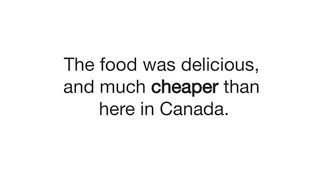 The food was delicious,
and much cheaper than
here in Canada.